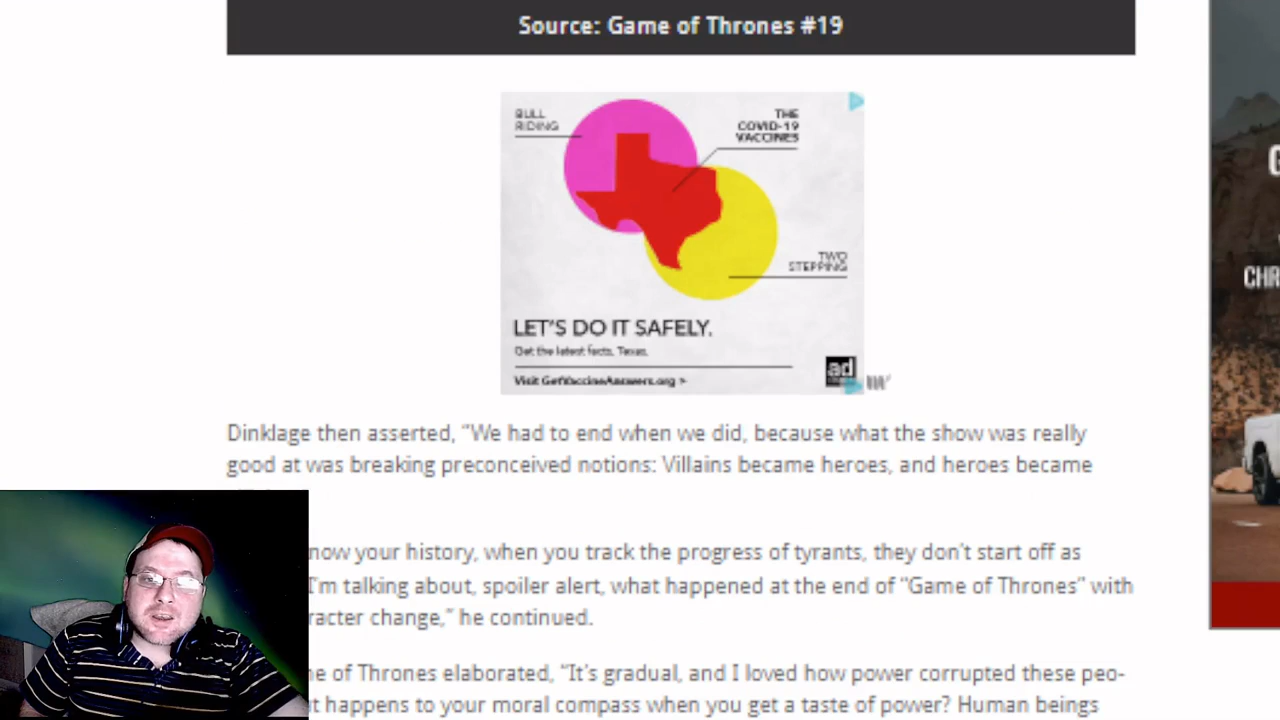 Source: Game of Thrones #19
BULL
RIDING
THE
COVID-19
VACCINES
TWO
STEPPING
LET'S DO IT SAFELY.
Get the latest facts, Texas.
Visit GetVaccineAnswers.org >
ad
Dinklage then asserted, “We had to end when we did, because what the show was really
good at was breaking preconceived notions: Villains became heroes, and heroes became
now your history, when you track the progress of tyrants, they don't start off as
I'm talking about, spoiler alert, what happened at the end of “Game of Thrones” with
racter change,” he continued.
e of Thrones elaborated, “It's gradual, and I loved how power corrupted these peo-
t happens to your moral compass when you get a taste of power? Human beings
G
CHR